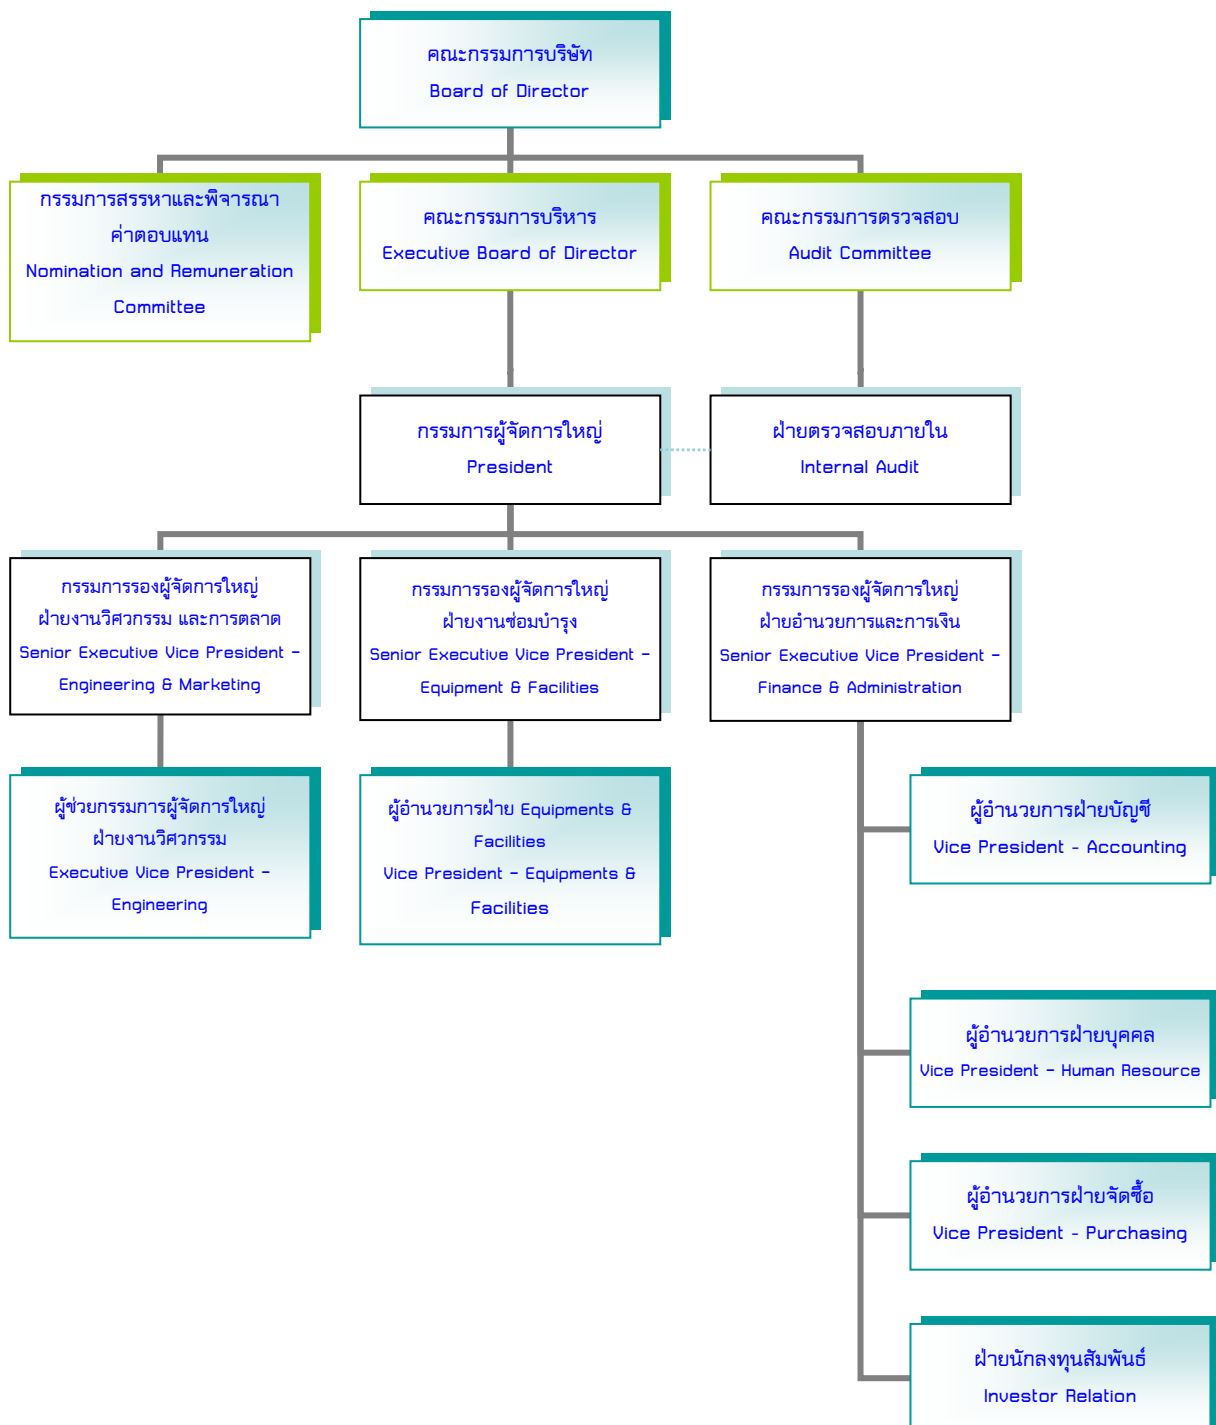 คณะกรรมการบริษัท
Board of Director
กรรมการสรรหาและพิจารณา
ค่าตอบแทน
Nomination and Remuneration
Committee
คณะกรรมการบริหาร
Executive Board of Director
คณะกรรมการตรวจสอบ
Audit Committee
กรรมการผู้จัดการใหญ่
President
ฝ่ายตรวจสอบภายใน
Internal Audit
กรรมการรองผู้จัดการใหญ่
ฝ่ายงานวิศวกรรม และการตลาด
Senior Executive Vice President –
Engineering & Marketing
กรรมการรองผู้จัดการใหญ่
ฝ่ายงานซ่อมบำรุง
Senior Executive Vice President –
Equipment & Facilities
กรรมการรองผู้จัดการใหญ่
ฝ่ายอำนวยการและการเงิน
Senior Executive Vice President –
Finance & Administration
ผู้ช่วยกรรมการผู้จัดการใหญ่
ฝ่ายงานวิศวกรรม
Executive Vice President –
Engineering
ผู้อำนวยการฝ่าย Equipments &
Facilities
Vice President – Equipments &
Facilities
ผู้อำนวยการฝ่ายบัญชี
Vice President - Accounting
ผู้อำนวยการฝ่ายบุคคล
Vice President – Human Resource
ผู้อำนวยการฝ่ายจัดซื้อ
Vice President - Purchasing
ฝ่ายนักลงทุนสัมพันธ์
Investor Relation